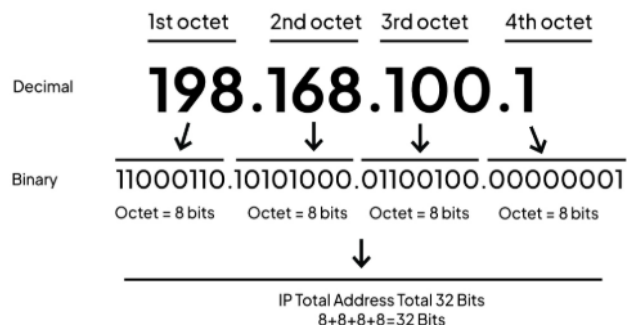 1st octet 2nd octet 3rd octet 4th octet
Decimal 198.168.100.1
Binary 11000110.10101000.01100100.00000001
Octet = 8 bits Octet = 8 bits Octet = 8 bits Octet = 8 bits
IP Total Address Total 32 Bits
8+8+8+8=32 Bits